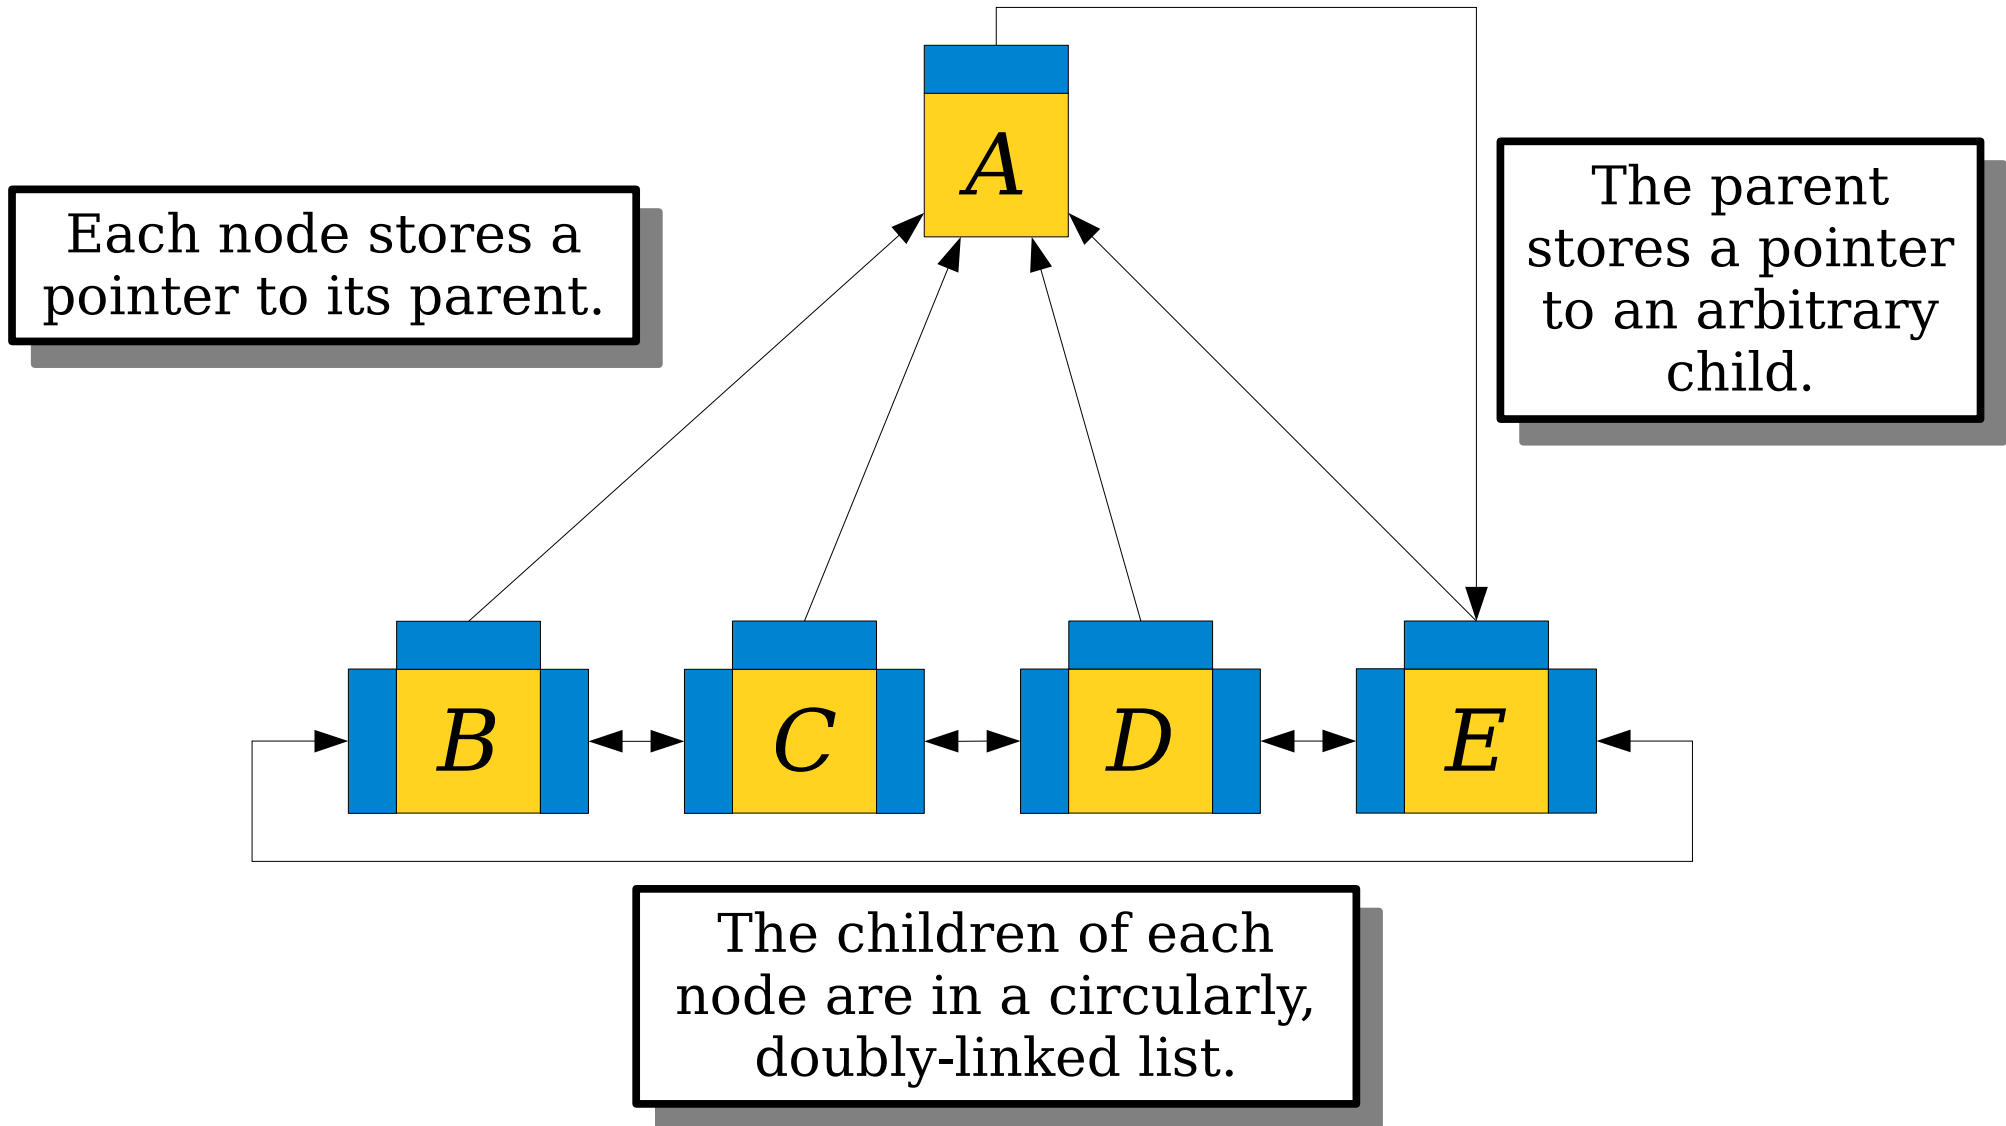 A
Each node stores a
pointer to its parent.
The parent
stores a pointer
to an arbitrary
child.
B
C
D
E
The children of each
node are in a circularly,
doubly-linked list.